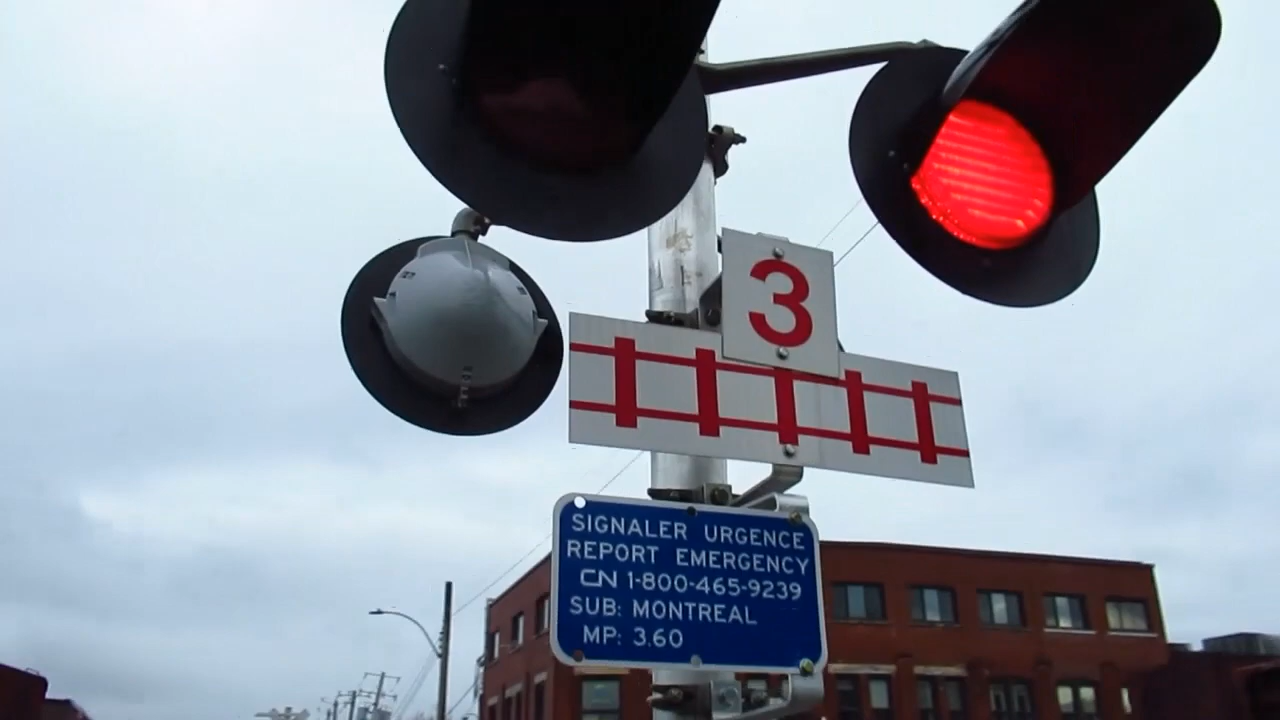 3
SIGNALER URGENCE
REPORT EMERGENCY
CN 1-800-465-9239
SUB: MONTREAL
MP: 3.60